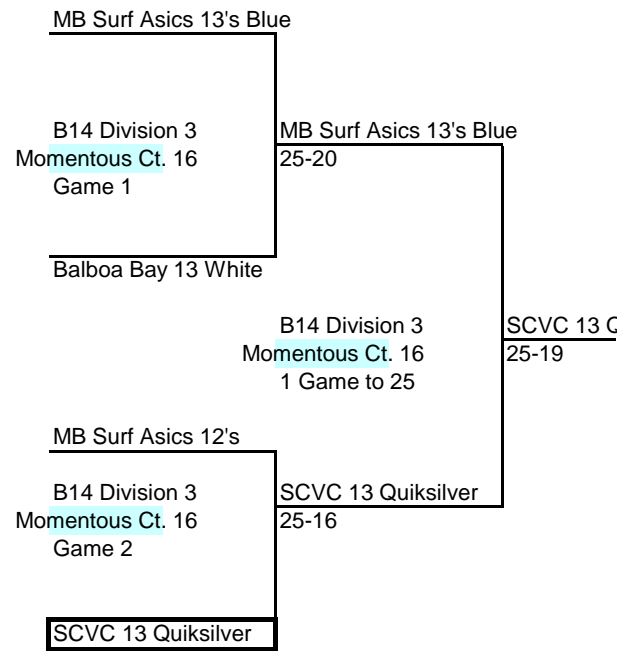 MB Surf Asics 13's Blue
B14 Division 3
Momentous Ct. 16
Game 1
MB Surf Asics 13's Blue
25-20
Balboa Bay 13 White
B14 Division 3
Momentous Ct. 16
1 Game to 25
SCVC 13 Q
25-19
MB Surf Asics 12's
B14 Division 3
Momentous Ct. 16
Game 2
SCVC 13 Quiksilver
25-16
SCVC 13 Quiksilver